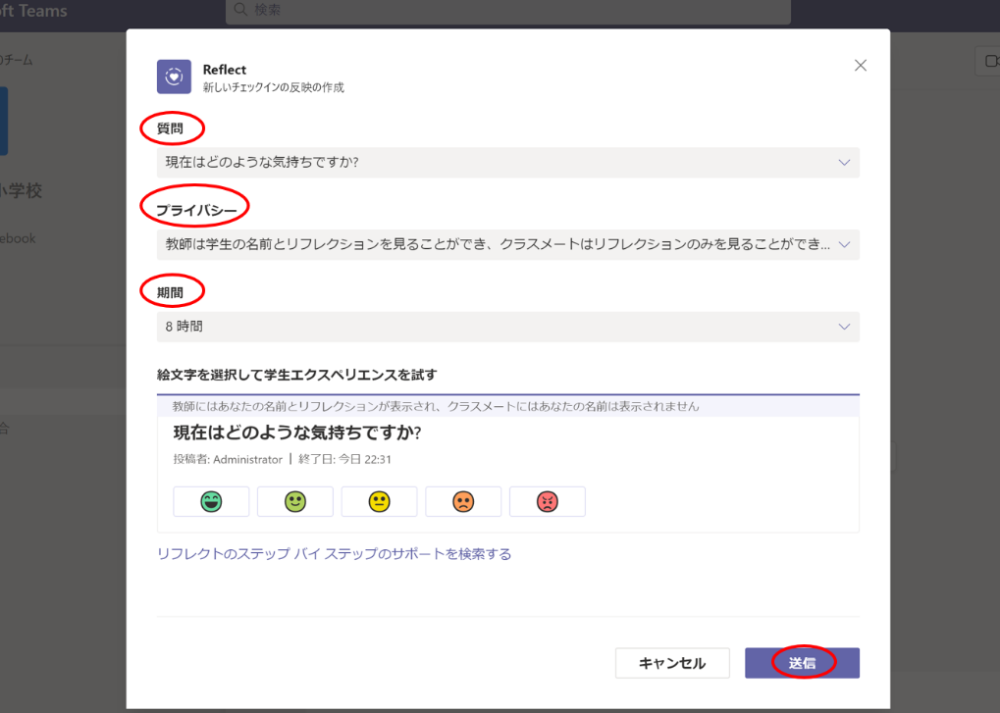 ft Teams
検索
のチーム
小学校
ebook
合
Reflect
新しいチェックインの反映の作成
質問
現在はどのような気持ちですか?
プライバシー
教師は学生の名前とリフレクションを見ることができ、クラスメートはリフレクションのみを見ることができ...
期間
8 時間
絵文字を選択して学生エクスペリエンスを試す
教師にはあなたの名前とリフレクションが表示され、クラスメートにはあなたの名前は表示されません
現在はどのような気持ちですか?
投稿者: Administrator | 終了日: 今日 22:31
リフレクトのステップ バイ ステップのサポートを検索する
キャンセル
送信